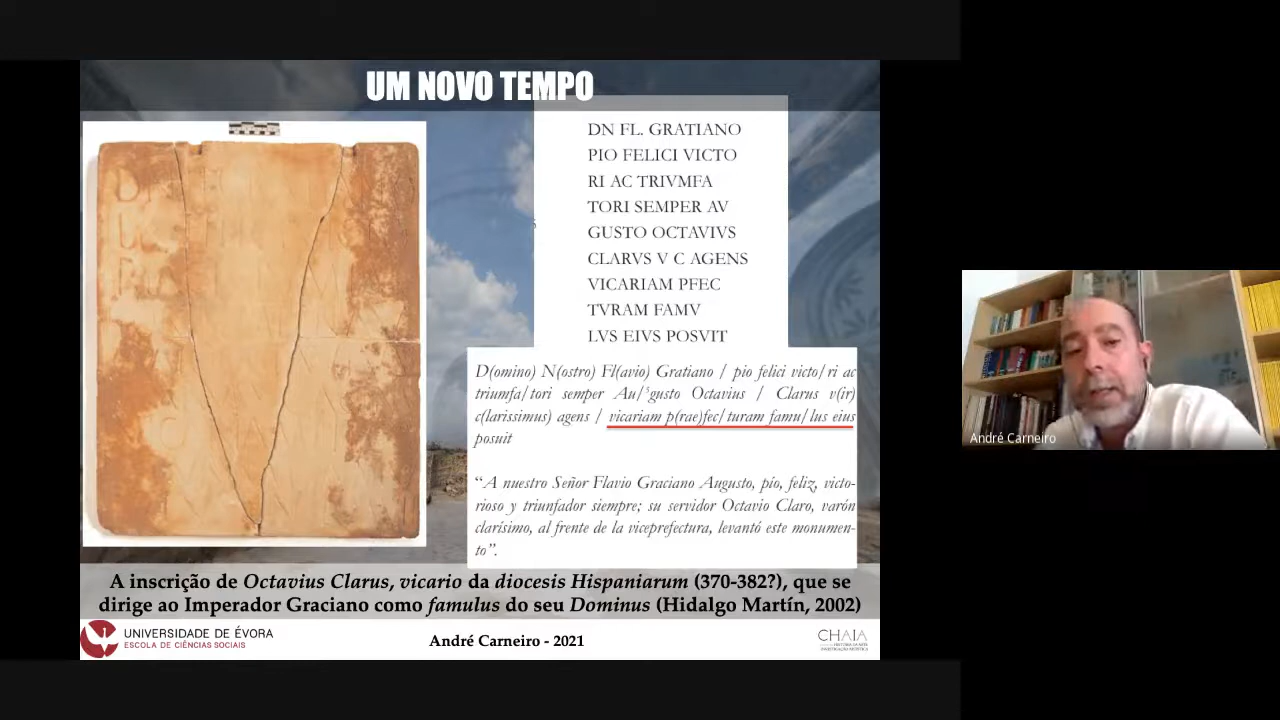 UM NOVO TEMPO
DN FL. GRATIANO
PIO FELICI VICTO
RI AC TRIVMFA
TORI SEMPER AV
GUSTO OCTAVIVS
CLARVS V C AGENS
VICARIAM PFEC
TVRAM FAMV
LVS EIVS POSVIT
D(omino) N(ostro) Fl(avio) Gratiano / pio felici victo/ri ac
triumfa/tori semper Au/⁵gusto Octavius / Clarus v(ir)
c(larissimus) agens / vicariam p(rae)fec/turam famu/lus eius
posuit
“A nuestro Señor Flavio Graciano Augusto, pío, feliz, victo-
rioso y triunfador siempre; su servidor Octavio Claro, varón
clarísimo, al frente de la viceprefectura, levantó este monumen-
to”.
A inscrição de Octavius Clarus, vicario da diocesis Hispaniarum (370-382?), que se
dirige ao Imperador Graciano como famulus do seu Dominus (Hidalgo Martín, 2002)
UNIVERSIDADE DE ÉVORA
ESCOLA DE CIÊNCIAS SOCIAIS
André Carneiro - 2021
CHAIA
André Carneiro